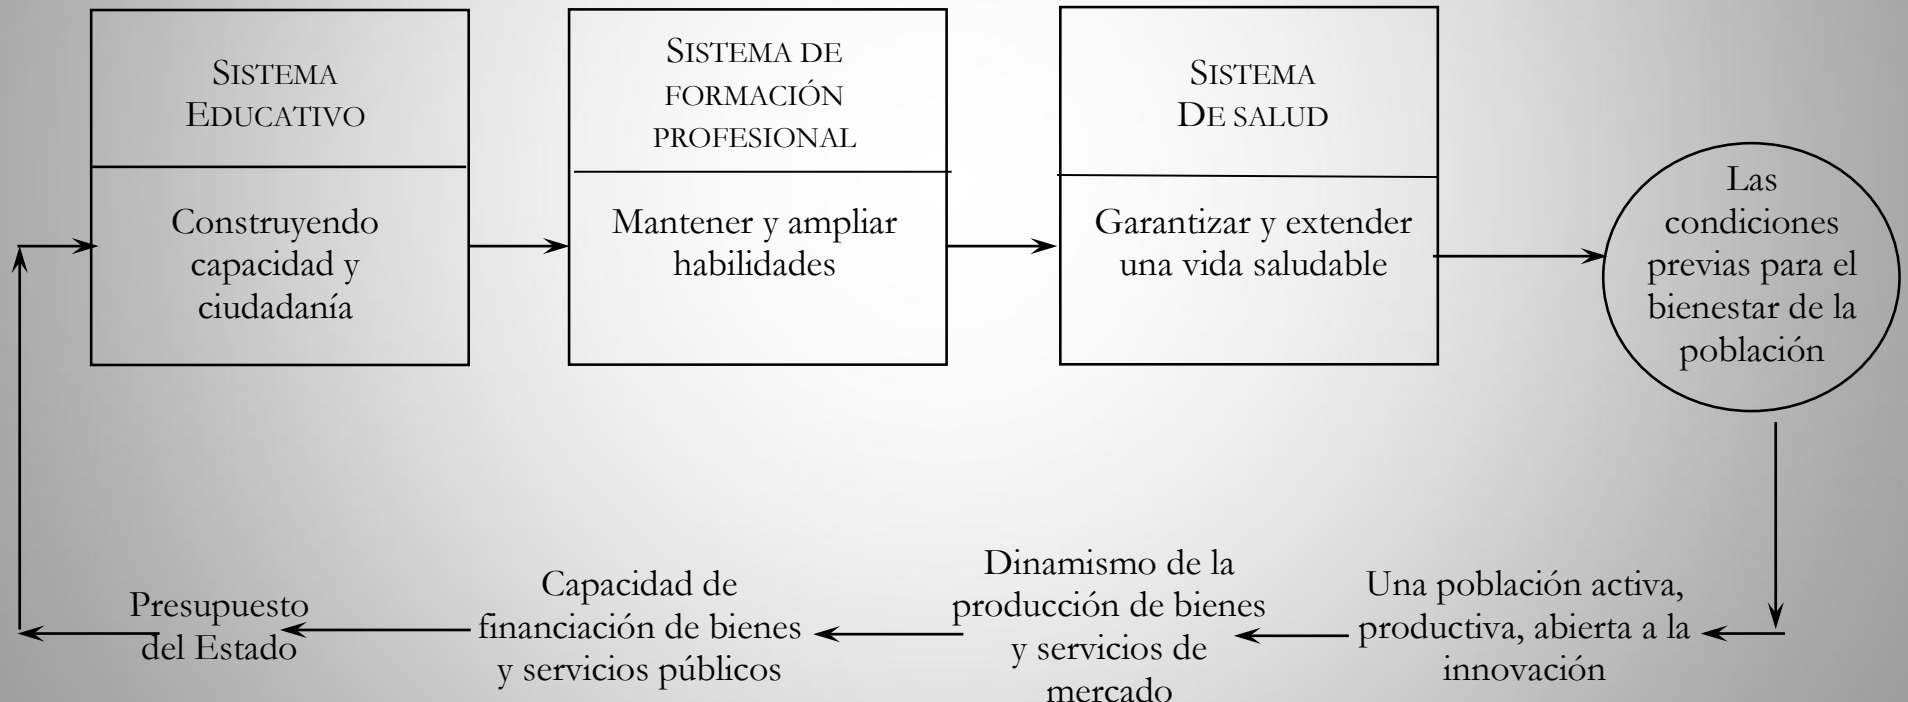 SISTEMA
EDUCATIVO
Construyendo
capacidad y
ciudadanía
SISTEMA DE
FORMACIÓN
PROFESIONAL
Mantener y ampliar
habilidades
SISTEMA
DE SALUD
Garantizar y extender
una vida saludable
Las
condiciones
previas para el
bienestar de la
población
Una población activa,
productiva, abierta a la
innovación
Dinamismo de la
producción de bienes
y servicios de
mercado
Capacidad de
financiación de bienes
y servicios públicos
Presupuesto
del Estado